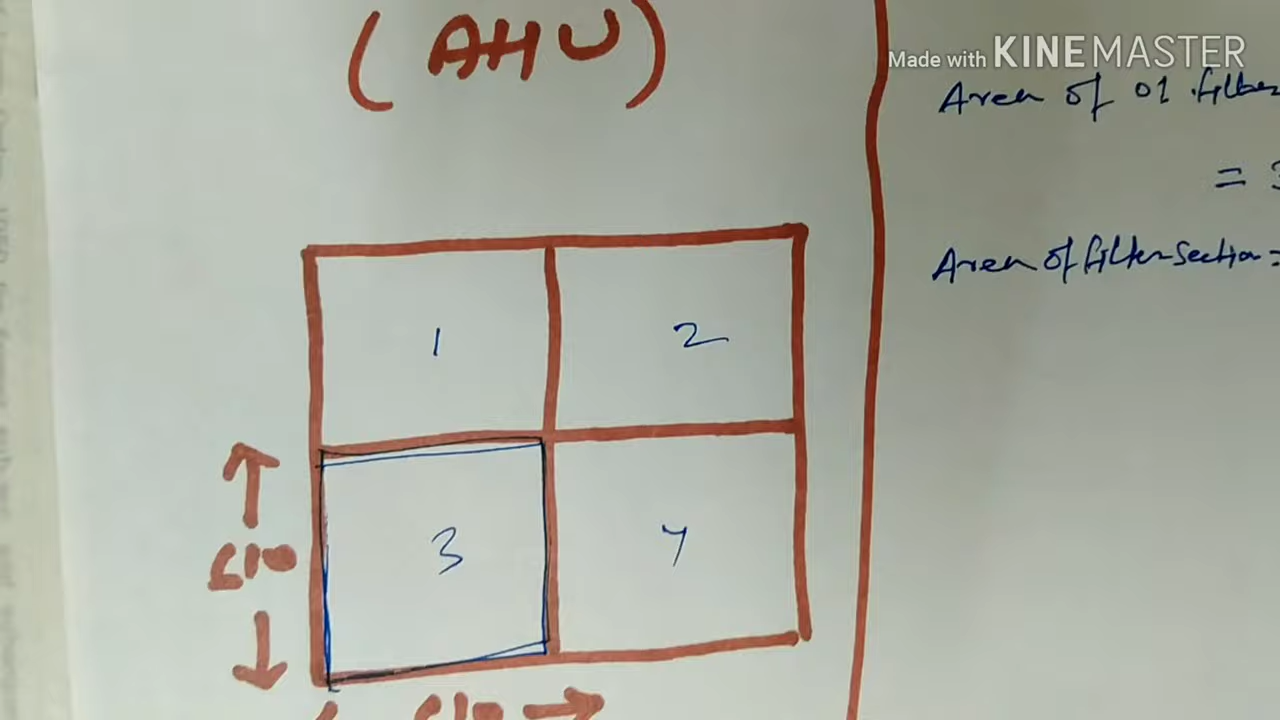 (AHU)
Made with KINEMASTER
Area of 01 filter
=
Area of filter section =
1
2
3
4
610
610